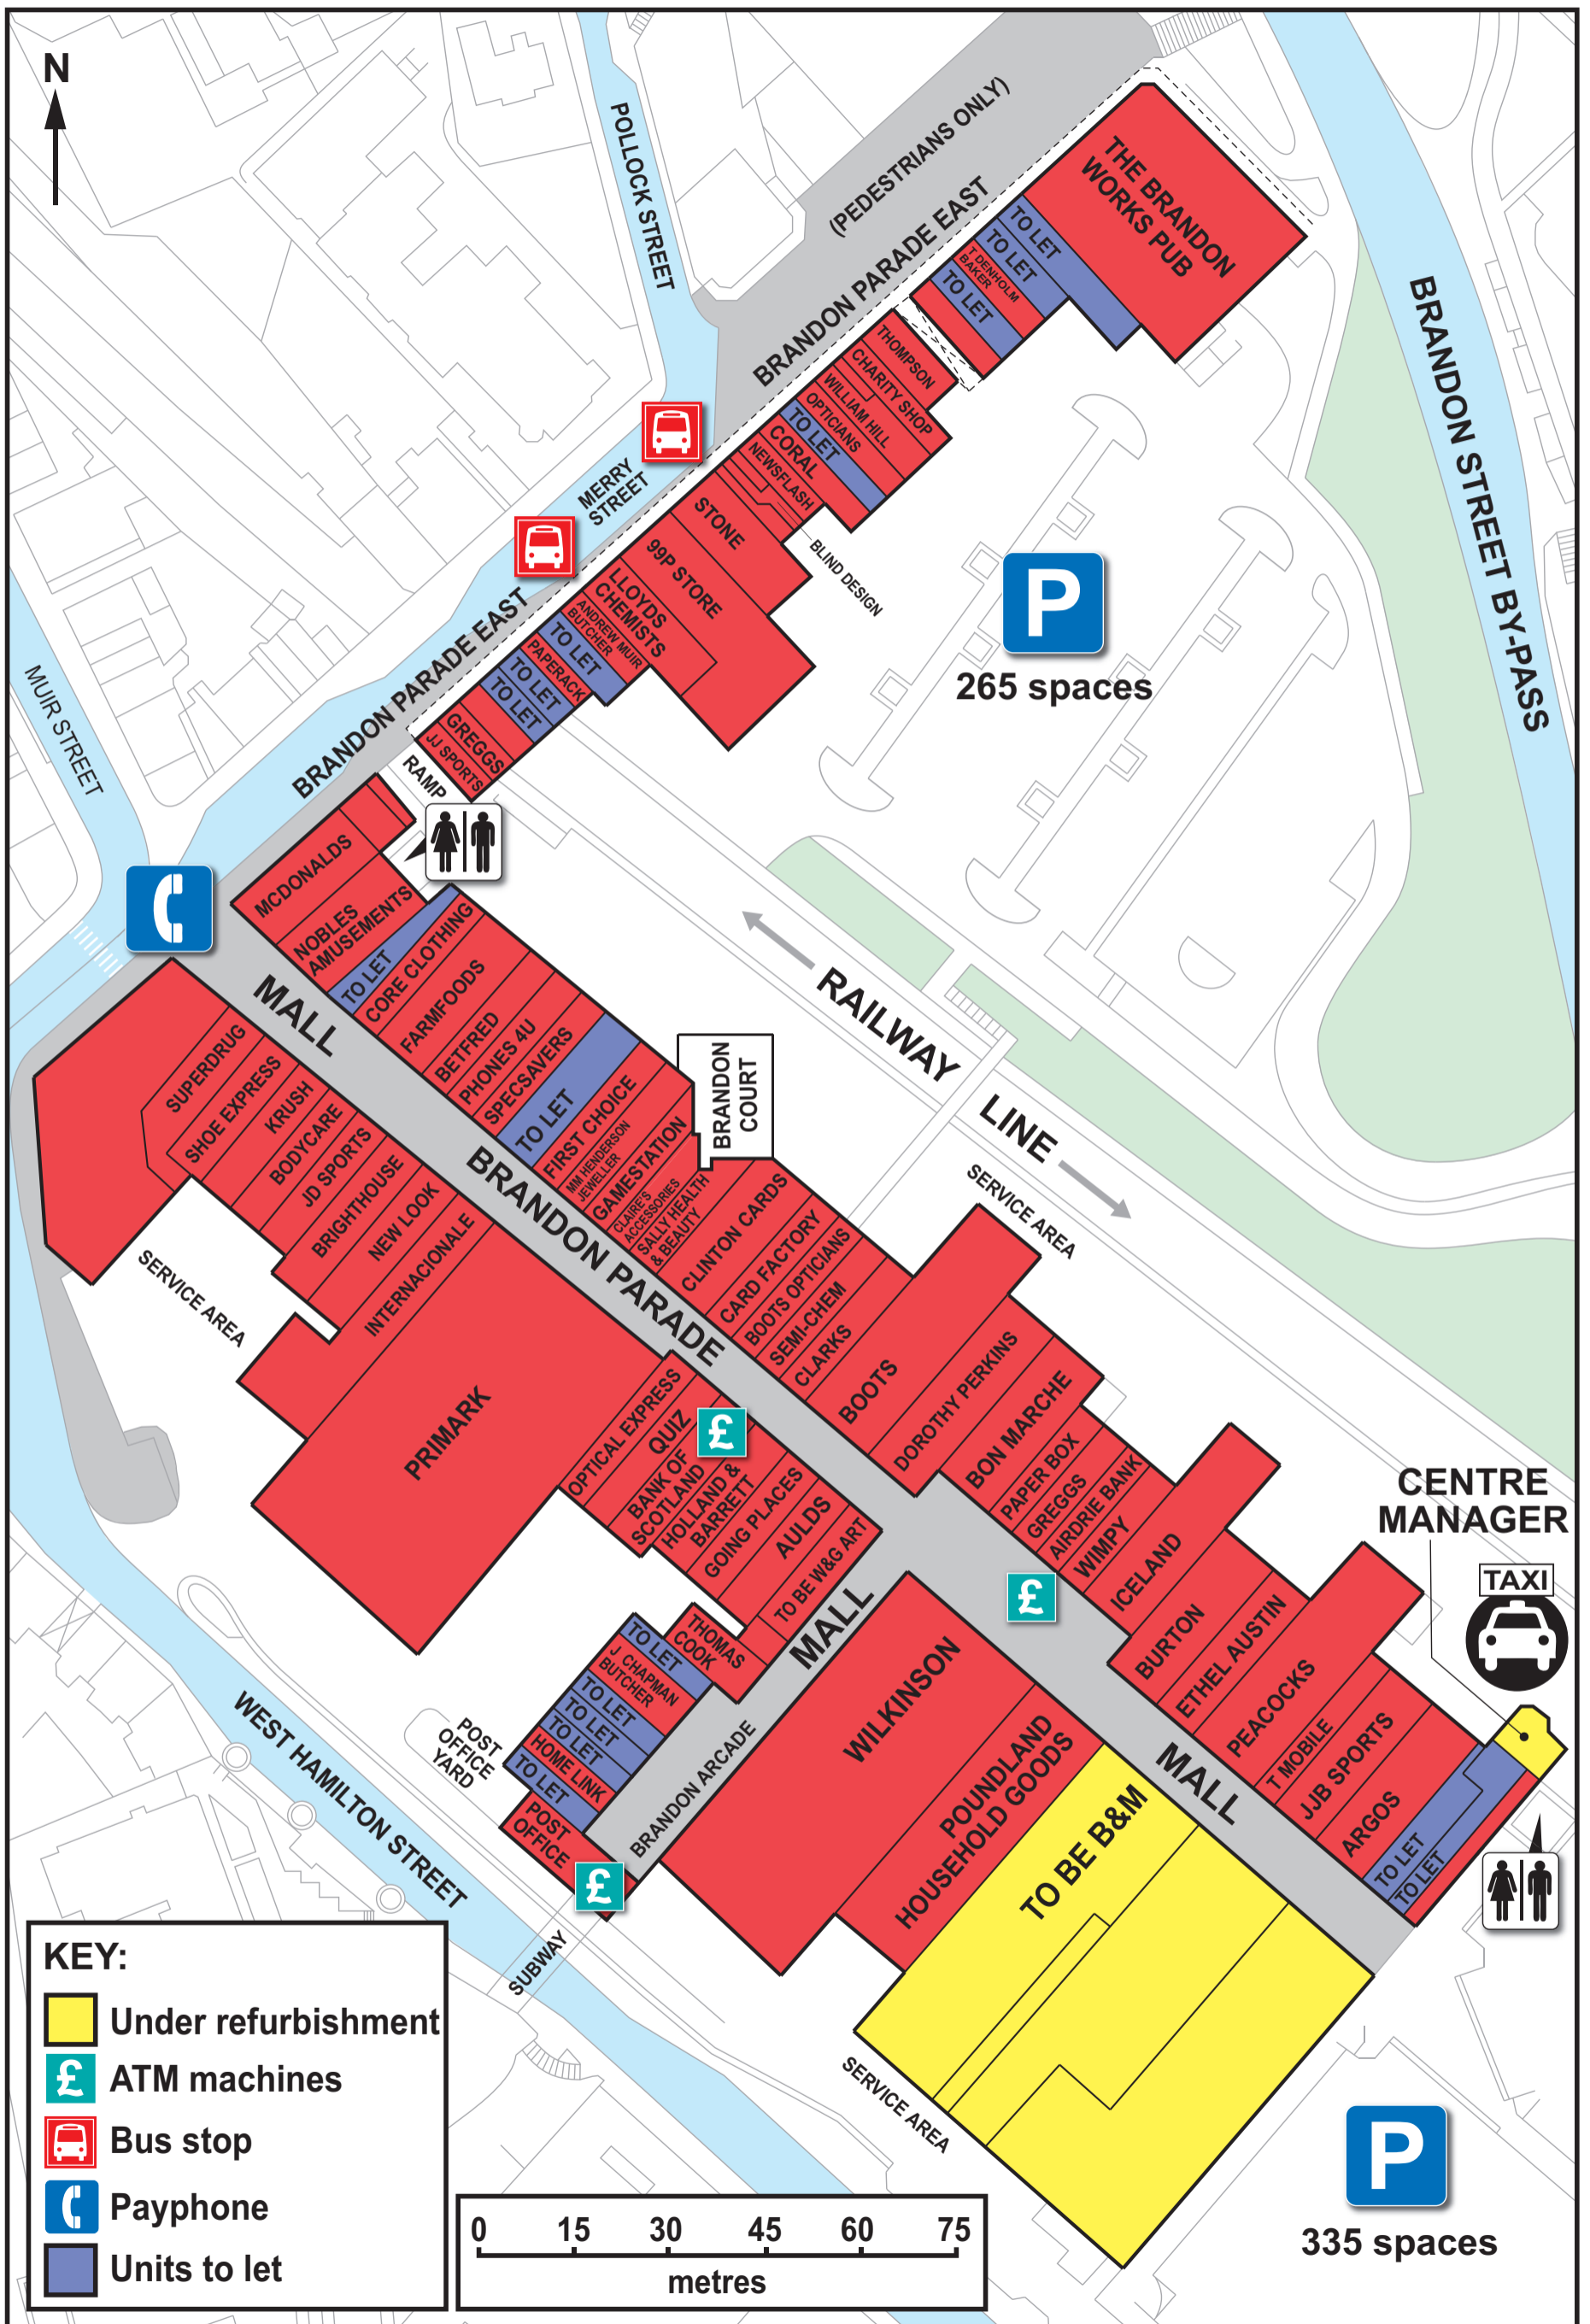 N
POLLOCK STREET
(PEDESTRIANS ONLY)
BRANDON PARADE EAST
THE BRANDON
WORKS PUB
TO LET
TO LET
T DENHOLM
BAKER
TO LET
BRANDON STREET BY-PASS
THOMPSON
CHARITY SHOP
WILLIAM HILL
OPTICIANS
TO LET
CORAL
NEWSFLASH
BLIND DESIGN
STONE
99P STORE
LLOYDS
CHEMISTS
ANDREW MUIR
BUTCHER
TO LET
PAPERACK
TO LET
TO LET
GREGGS
JJ SPORTS
MERRY
STREET
BRANDON PARADE EAST
MUIR STREET
RAMP
P
265 spaces
MCDONALDS
NOBLES
AMUSEMENTS
TO LET
CORE CLOTHING
FARMFOODS
BETFRED
PHONES 4U
SPECSAVERS
TO LET
FIRST CHOICE
MM HENDERSON
JEWELLER
GAMESTATION
CLAIRE'S
ACCESSORIES
SALLY HEALTH
& BEAUTY
BRANDON
COURT
CLINTON CARDS
CARD FACTORY
BOOTS OPTICIANS
SEMI-CHEM
CLARKS
BOOTS
DOROTHY PERKINS
BON MARCHE
PAPER BOX
GREGGS
AIRDRIE BANK
WIMPY
ICELAND
BURTON
ETHEL AUSTIN
PEACOCKS
T MOBILE
JJB SPORTS
ARGOS
TO LET
TO LET
RAILWAY
LINE
SERVICE AREA
CENTRE
MANAGER
TAXI
MALL
BRANDON PARADE
MALL
MALL
SUPERDRUG
SHOE EXPRESS
KRUSH
BODYCARE
JD SPORTS
BRIGHTHOUSE
NEW LOOK
INTERNACIONALE
SERVICE AREA
PRIMARK
OPTICAL EXPRESS
QUIZ
£
BANK OF
SCOTLAND
HOLLAND &
BARRETT
GOING PLACES
AULDS
TO BE W&G ART
£
THOMAS
COOK
TO LET
J CHAPMAN
BUTCHER
TO LET
TO LET
TO LET
HOME LINK
TO LET
POST
OFFICE
£
POST
OFFICE
YARD
BRANDON ARCADE
WILKINSON
POUNDLAND
HOUSEHOLD GOODS
TO BE B&M
SERVICE AREA
WEST HAMILTON STREET
SUBWAY
P
335 spaces
KEY:
Under refurbishment
£ ATM machines
Bus stop
Payphone
Units to let
0 15 30 45 60 75
metres